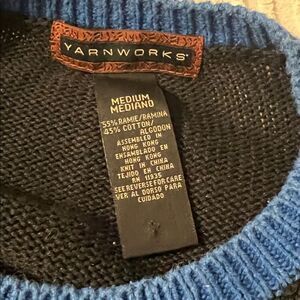 YARNWORKS
MEDIUM
MEDIANO
55% RAMIE/RAMINA
45% COTTON/
ALGODON
ASSEMBLED IN
HONG KONG
ENSAMBLADO EN
HONG KONG
KNIT IN CHINA
TEJIDO EN CHINA
RN 11935
SEE REVERSE FOR CARE
VER AL DORSO PARA
CUIDADO